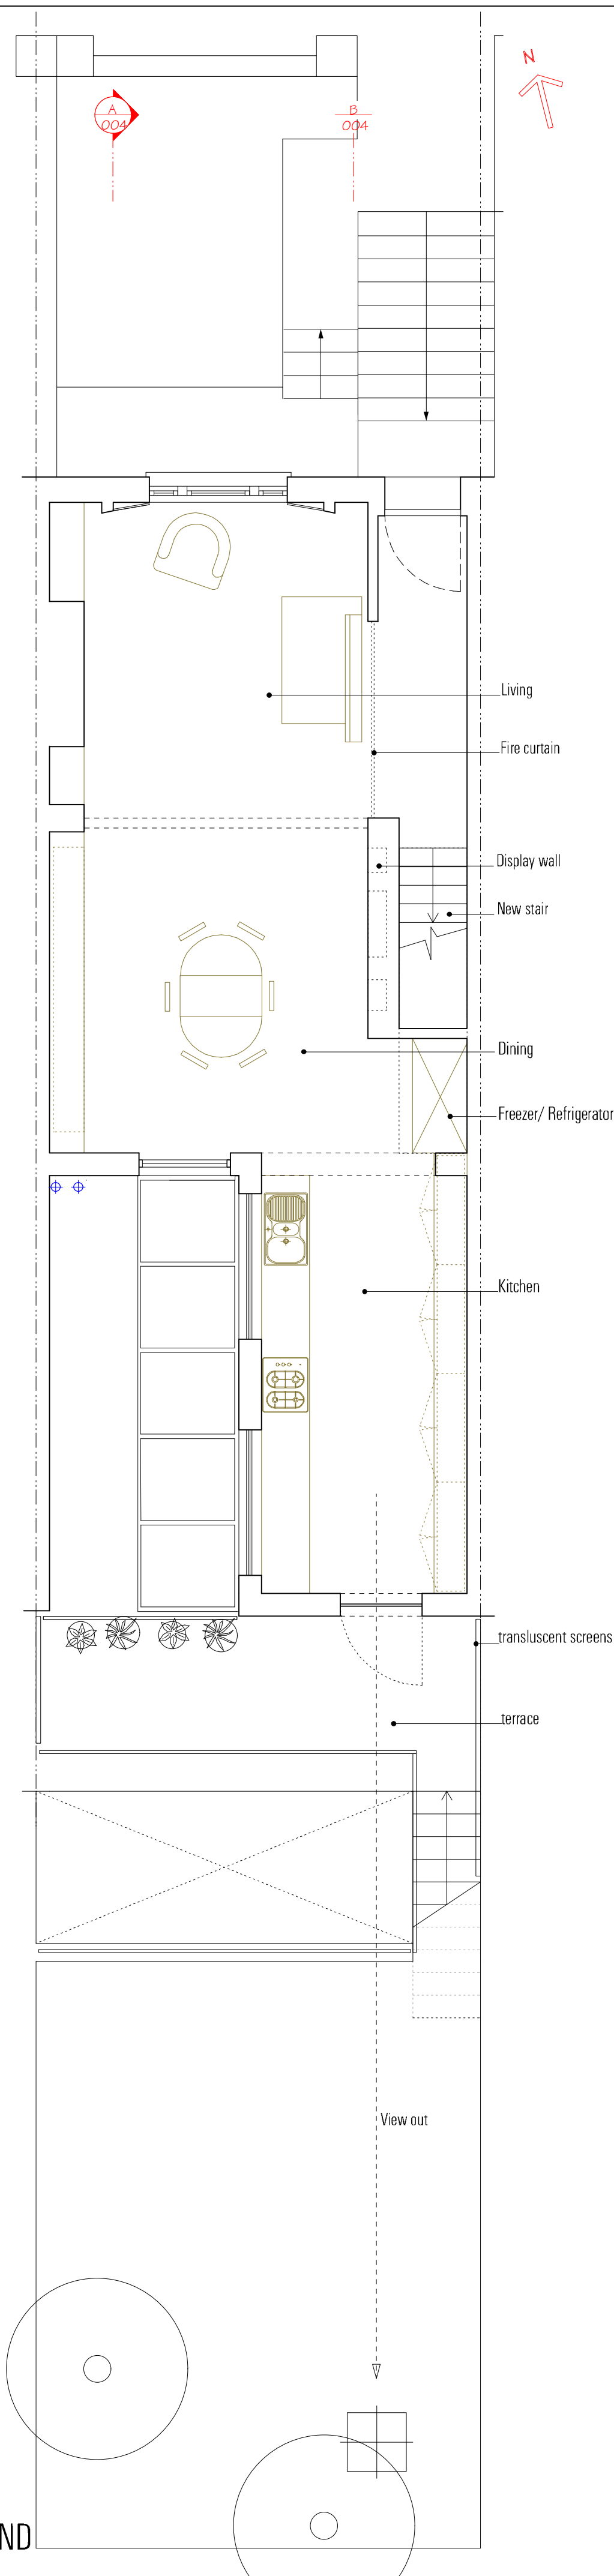 N
A
004
B
004
Living
Fire curtain
Display wall
New stair
Dining
Freezer/ Refrigerator
Kitchen
transluscent screens
terrace
View out
ND